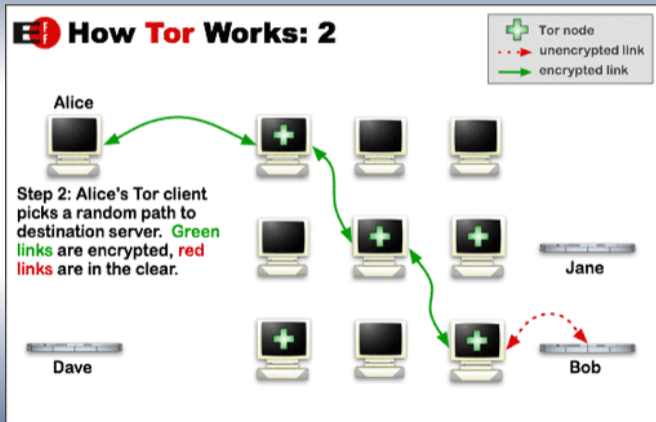 EFF How Tor Works: 2
Tor node
unencrypted link
encrypted link
Alice
Step 2: Alice's Tor client
picks a random path to
destination server. Green
links are encrypted, red
links are in the clear.
Jane
Dave
Bob